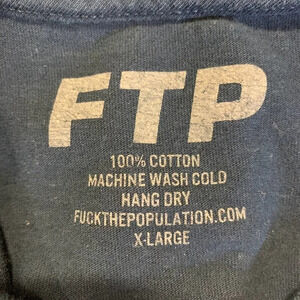 FTP
100% COTTON
MACHINE WASH COLD
HANG DRY
FUCKTHEPOPULATION.COM
X-LARGE